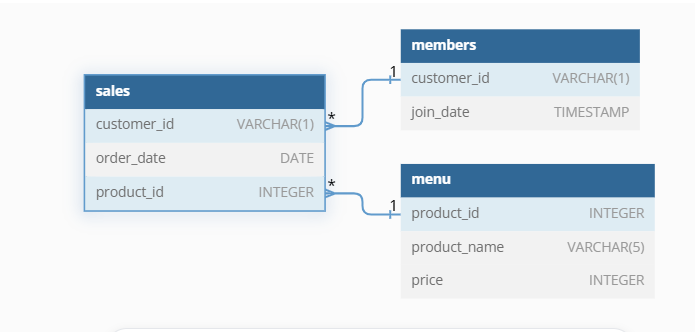 sales
customer_id VARCHAR(1)
order_date DATE
product_id INTEGER
*
*
1
1
members
customer_id VARCHAR(1)
join_date TIMESTAMP
menu
product_id INTEGER
product_name VARCHAR(5)
price INTEGER